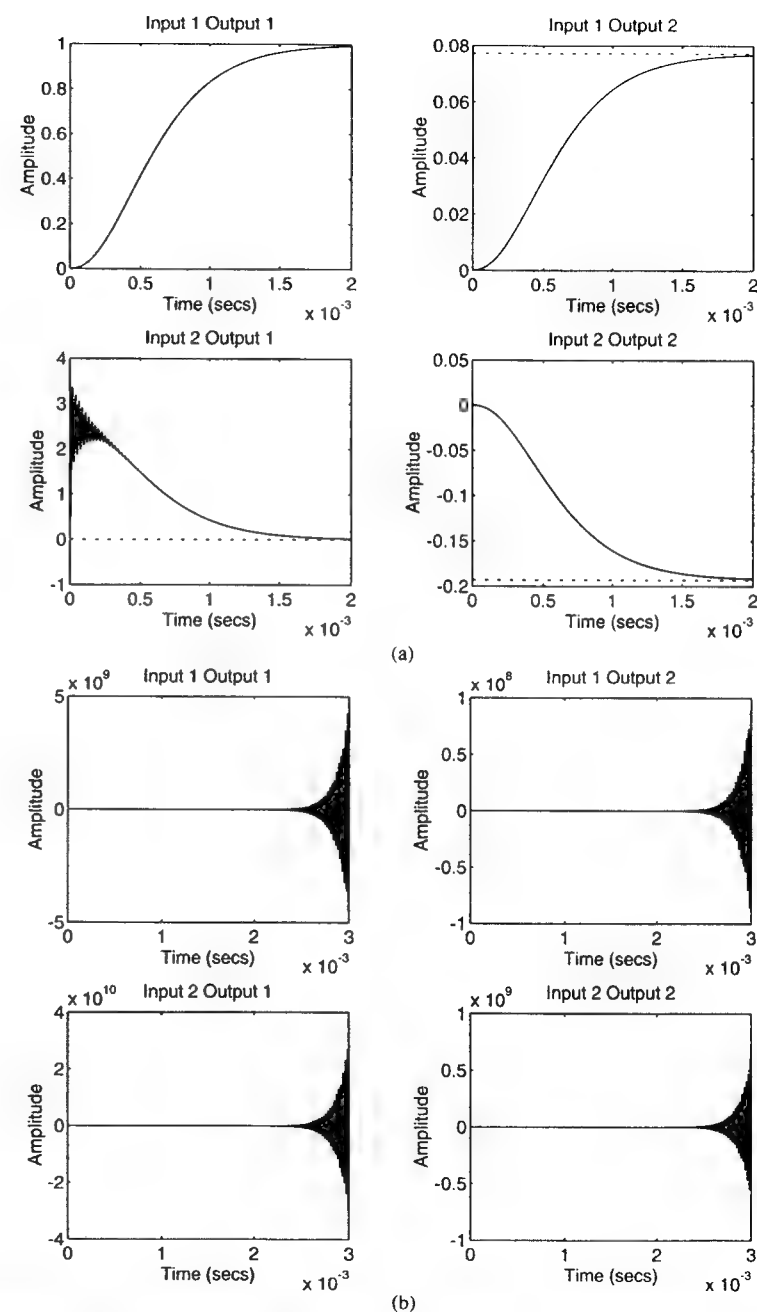 Input 1 Output 1
Input 1 Output 2
Amplitude
1
0.8
0.6
0.4
0.2
0
0 0.5 1 1.5 2
Time (secs)
x 10-3
Amplitude
0.08
0.06
0.04
0.02
0
0 0.5 1 1.5 2
Time (secs)
x 10-3
Input 2 Output 1
Input 2 Output 2
Amplitude
4
3
2
1
0
-1
0 0.5 1 1.5 2
Time (secs)
x 10-3
Amplitude
0.05
0
-0.05
-0.1
-0.15
-0.2
0 0.5 1 1.5 2
Time (secs)
x 10-3
(a)
x 10^9
Input 1 Output 1
x 10^8
Input 1 Output 2
Amplitude
5
0
-5
0 1 2 3
Time (secs)
x 10-3
Amplitude
1
0.5
0
-0.5
-1
0 1 2 3
Time (secs)
x 10-3
x 10^10
Input 2 Output 1
x 10^9
Input 2 Output 2
Amplitude
4
2
0
-2
-4
0 1 2 3
Time (secs)
x 10-3
Amplitude
1
0.5
0
-0.5
-1
0 1 2 3
Time (secs)
x 10-3
(b)